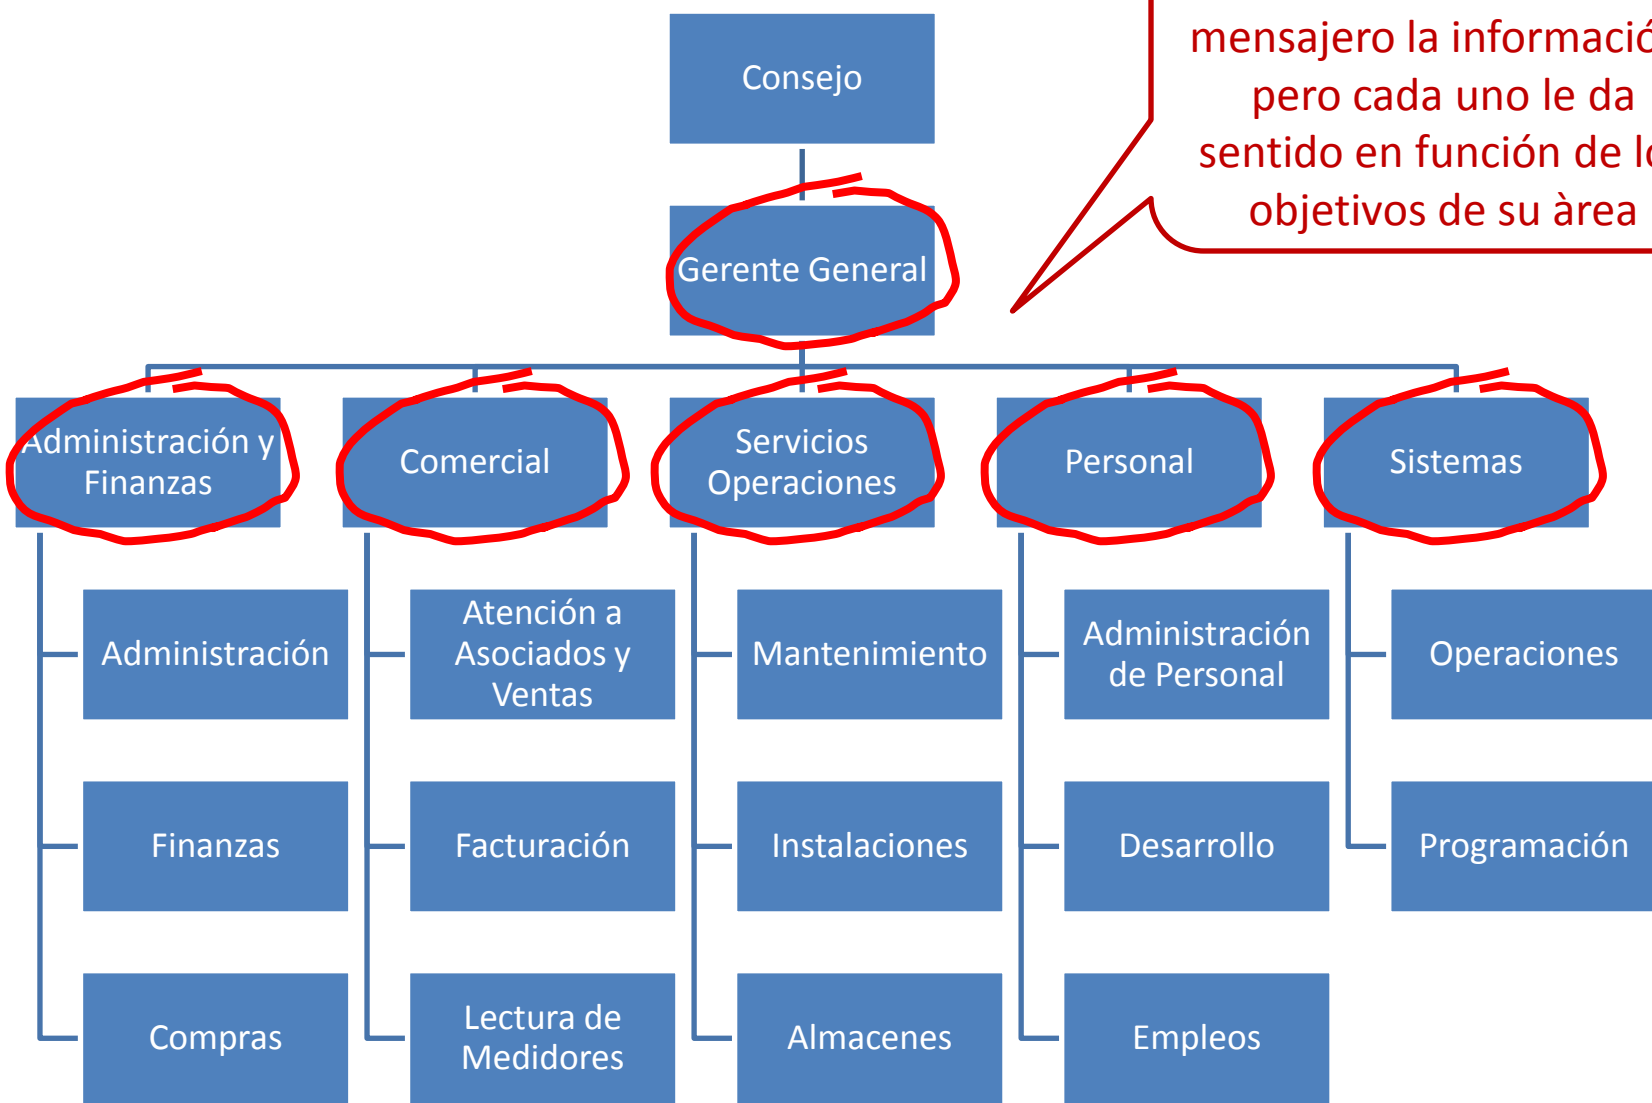 mensajero la informació
pero cada uno le da
sentido en función de lo
objetivos de su àrea
Consejo
Gerente General
Administración y
Finanzas
Comercial
Servicios
Operaciones
Personal
Sistemas
Administración
Atención a
Asociados y
Ventas
Mantenimiento
Administración
de Personal
Operaciones
Finanzas
Facturación
Instalaciones
Desarrollo
Programación
Compras
Lectura de
Medidores
Almacenes
Empleos